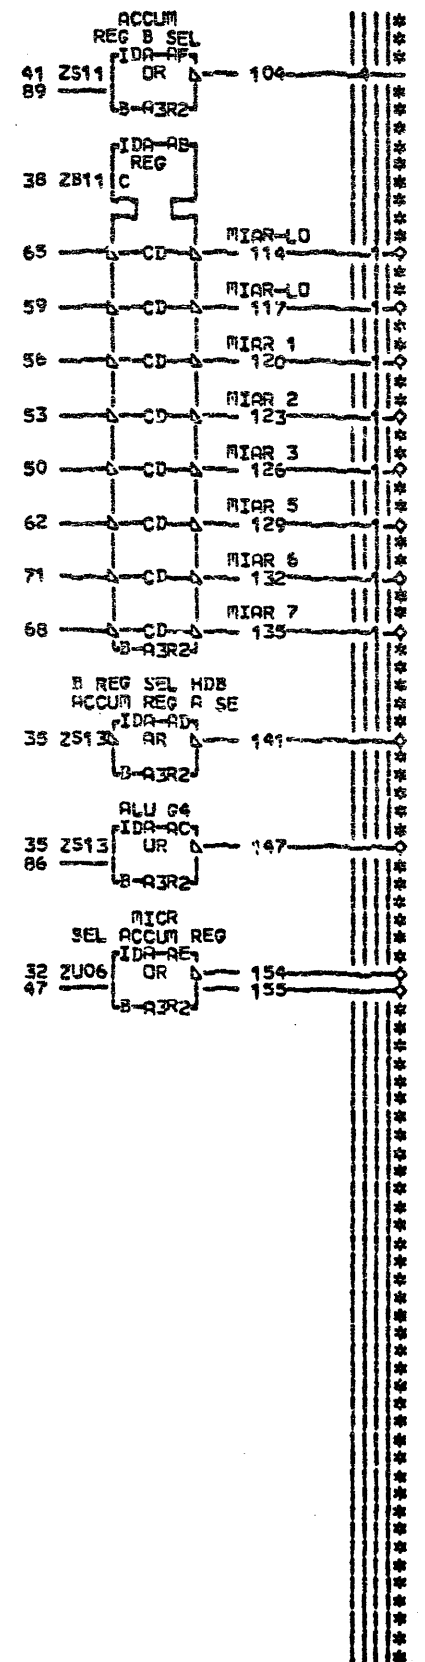 ACCUM
REG B SEL
IDA-AF
41 ZS11 OR 104
89
B-A3R2
IDA-AB
REG
38 ZB11 C
MIAR-LO
65 CD 114
MIAR-LO
59 CD 117
MIAR 1
56 CD 120
MIAR 2
53 CD 123
MIAR 3
50 CD 126
MIAR 5
62 CD 129
MIAR 6
71 CD 132
MIAR 7
68 CD 135
B-A3R2
B REG SEL HDB
ACCUM REG A SE
IDA-AD
35 ZS13 AR 141
B-A3R2
ALU G4
IDA-AC
35 ZS13 OR 147
86
B-A3R2
MICR
SEL ACCUM REG
IDA-AE
32 ZU06 OR 154
47 155
B-A3R2